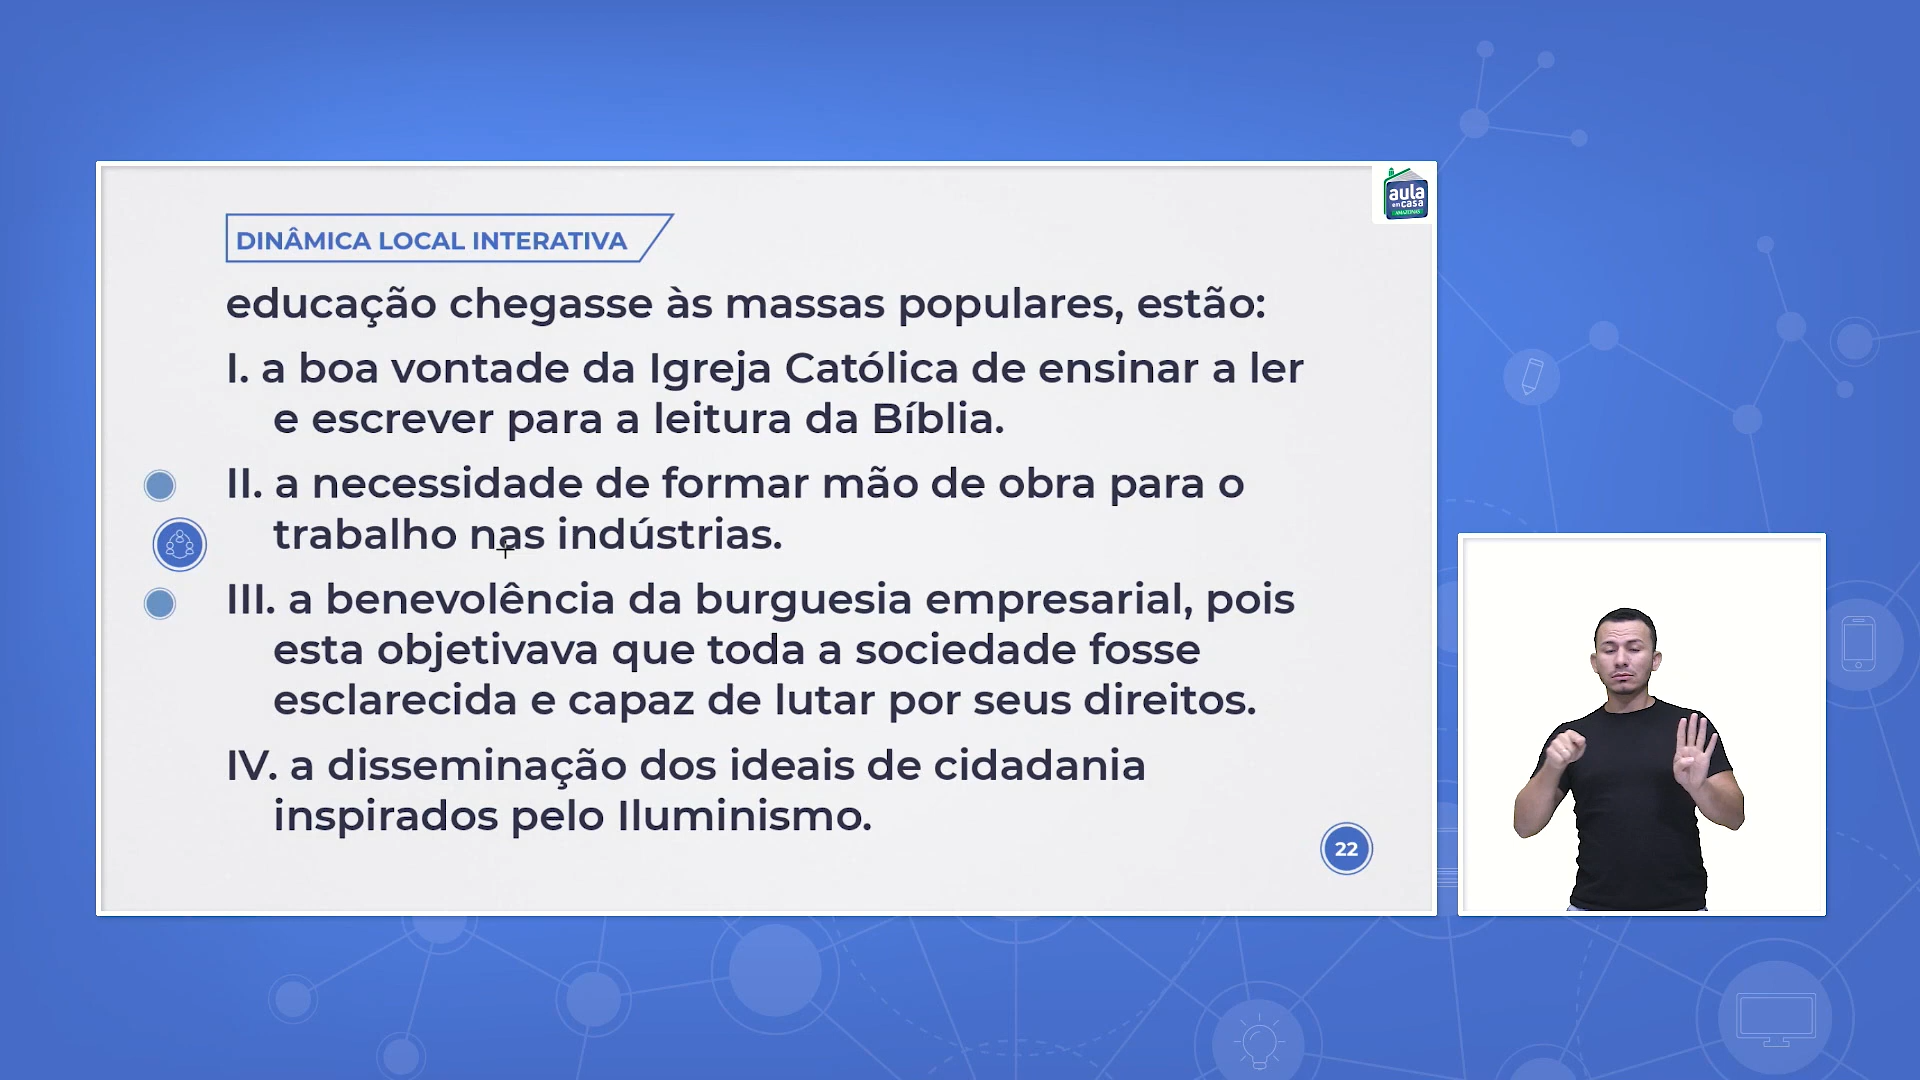 aula
em casa
AMAZONAS
DINÂMICA LOCAL INTERATIVA
educação chegasse às massas populares, estão:
I. a boa vontade da Igreja Católica de ensinar a ler
e escrever para a leitura da Bíblia.
II. a necessidade de formar mão de obra para o
trabalho nas indústrias.
III. a benevolência da burguesia empresarial, pois
esta objetivava que toda a sociedade fosse
esclarecida e capaz de lutar por seus direitos.
IV. a disseminação dos ideais de cidadania
inspirados pelo Iluminismo.
22